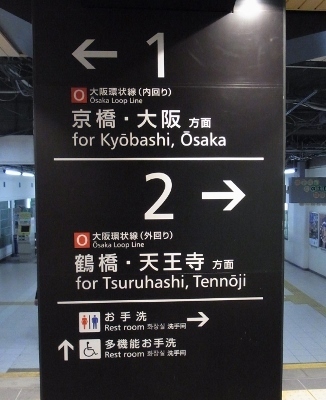 ← 1
O 大阪環状線(内回り)
Ōsaka Loop Line
京橋・大阪 方面
for Kyōbashi, Ōsaka
2 →
O 大阪環状線(外回り)
Ōsaka Loop Line
鶴橋・天王寺 方面
for Tsuruhashi, Tennōji
お手洗 →
Rest room 화장실 洗手间
↑ 多機能お手洗
Rest room 화장실 洗手间